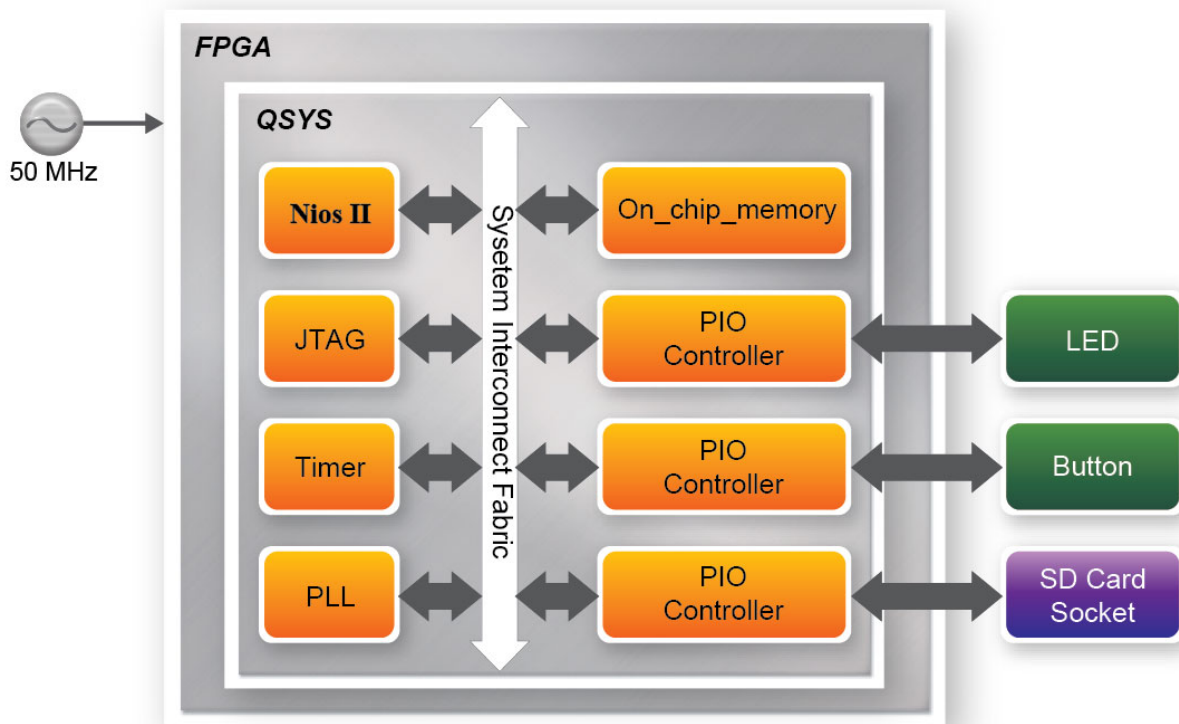 FPGA
50 MHz
QSYS
Nios II
On_chip_memory
JTAG
PIO
Controller
LED
Timer
PIO
Controller
Button
PLL
PIO
Controller
SD Card
Socket
Sysetem Interconnect Fabric